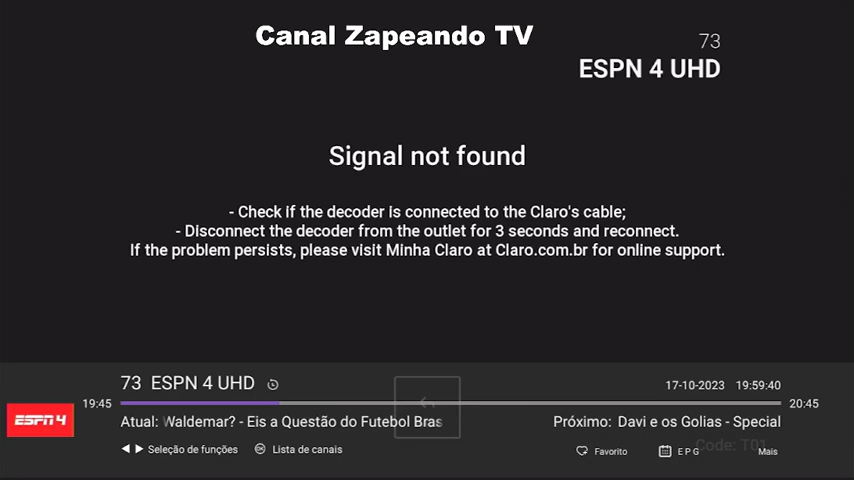 Canal Zapeando TV
73
ESPN 4 UHD
Signal not found
- Check if the decoder is connected to the Claro's cable;
- Disconnect the decoder from the outlet for 3 seconds and reconnect.
If the problem persists, please visit Minha Claro at Claro.com.br for online support.
73 ESPN 4 UHD
17-10-2023 19:59:40
19:45
20:45
ESPN 4
Atual: Waldemar? - Eis a Questão do Futebol Bras
Próximo: Davi e os Golias - Special
Code: T01
Seleção de funções
Lista de canais
Favorito
EPG
Mais